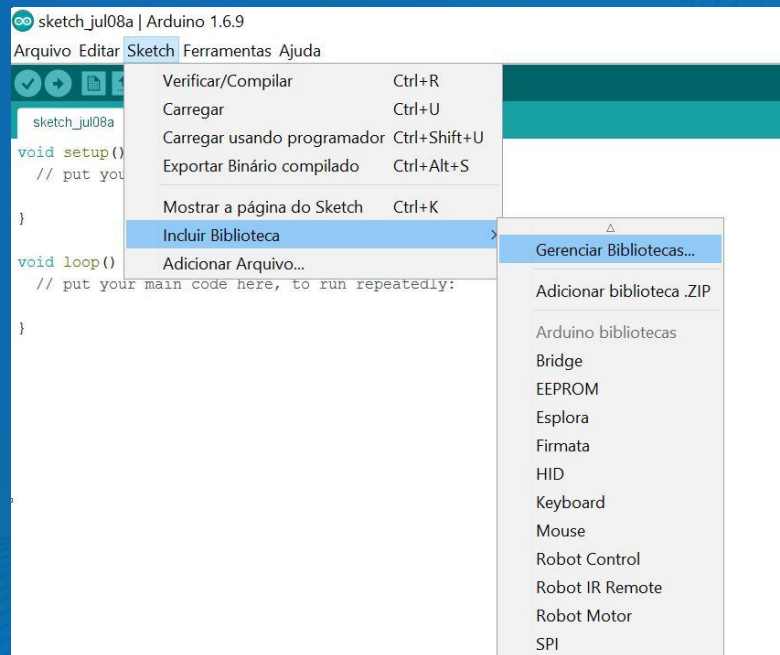 sketch_jul08a | Arduino 1.6.9
Arquivo Editar Sketch Ferramentas Ajuda
Verificar/Compilar Ctrl+R
Carregar Ctrl+U
Carregar usando programador Ctrl+Shift+U
Exportar Binário compilado Ctrl+Alt+S
Mostrar a página do Sketch Ctrl+K
Incluir Biblioteca
Adicionar Arquivo...
sketch_jul08a
void setup()
// put you
}
void loop()
// put your main code here, to run repeatedly:
}
Gerenciar Bibliotecas...
Adicionar biblioteca .ZIP
Arduino bibliotecas
Bridge
EEPROM
Esplora
Firmata
HID
Keyboard
Mouse
Robot Control
Robot IR Remote
Robot Motor
SPI